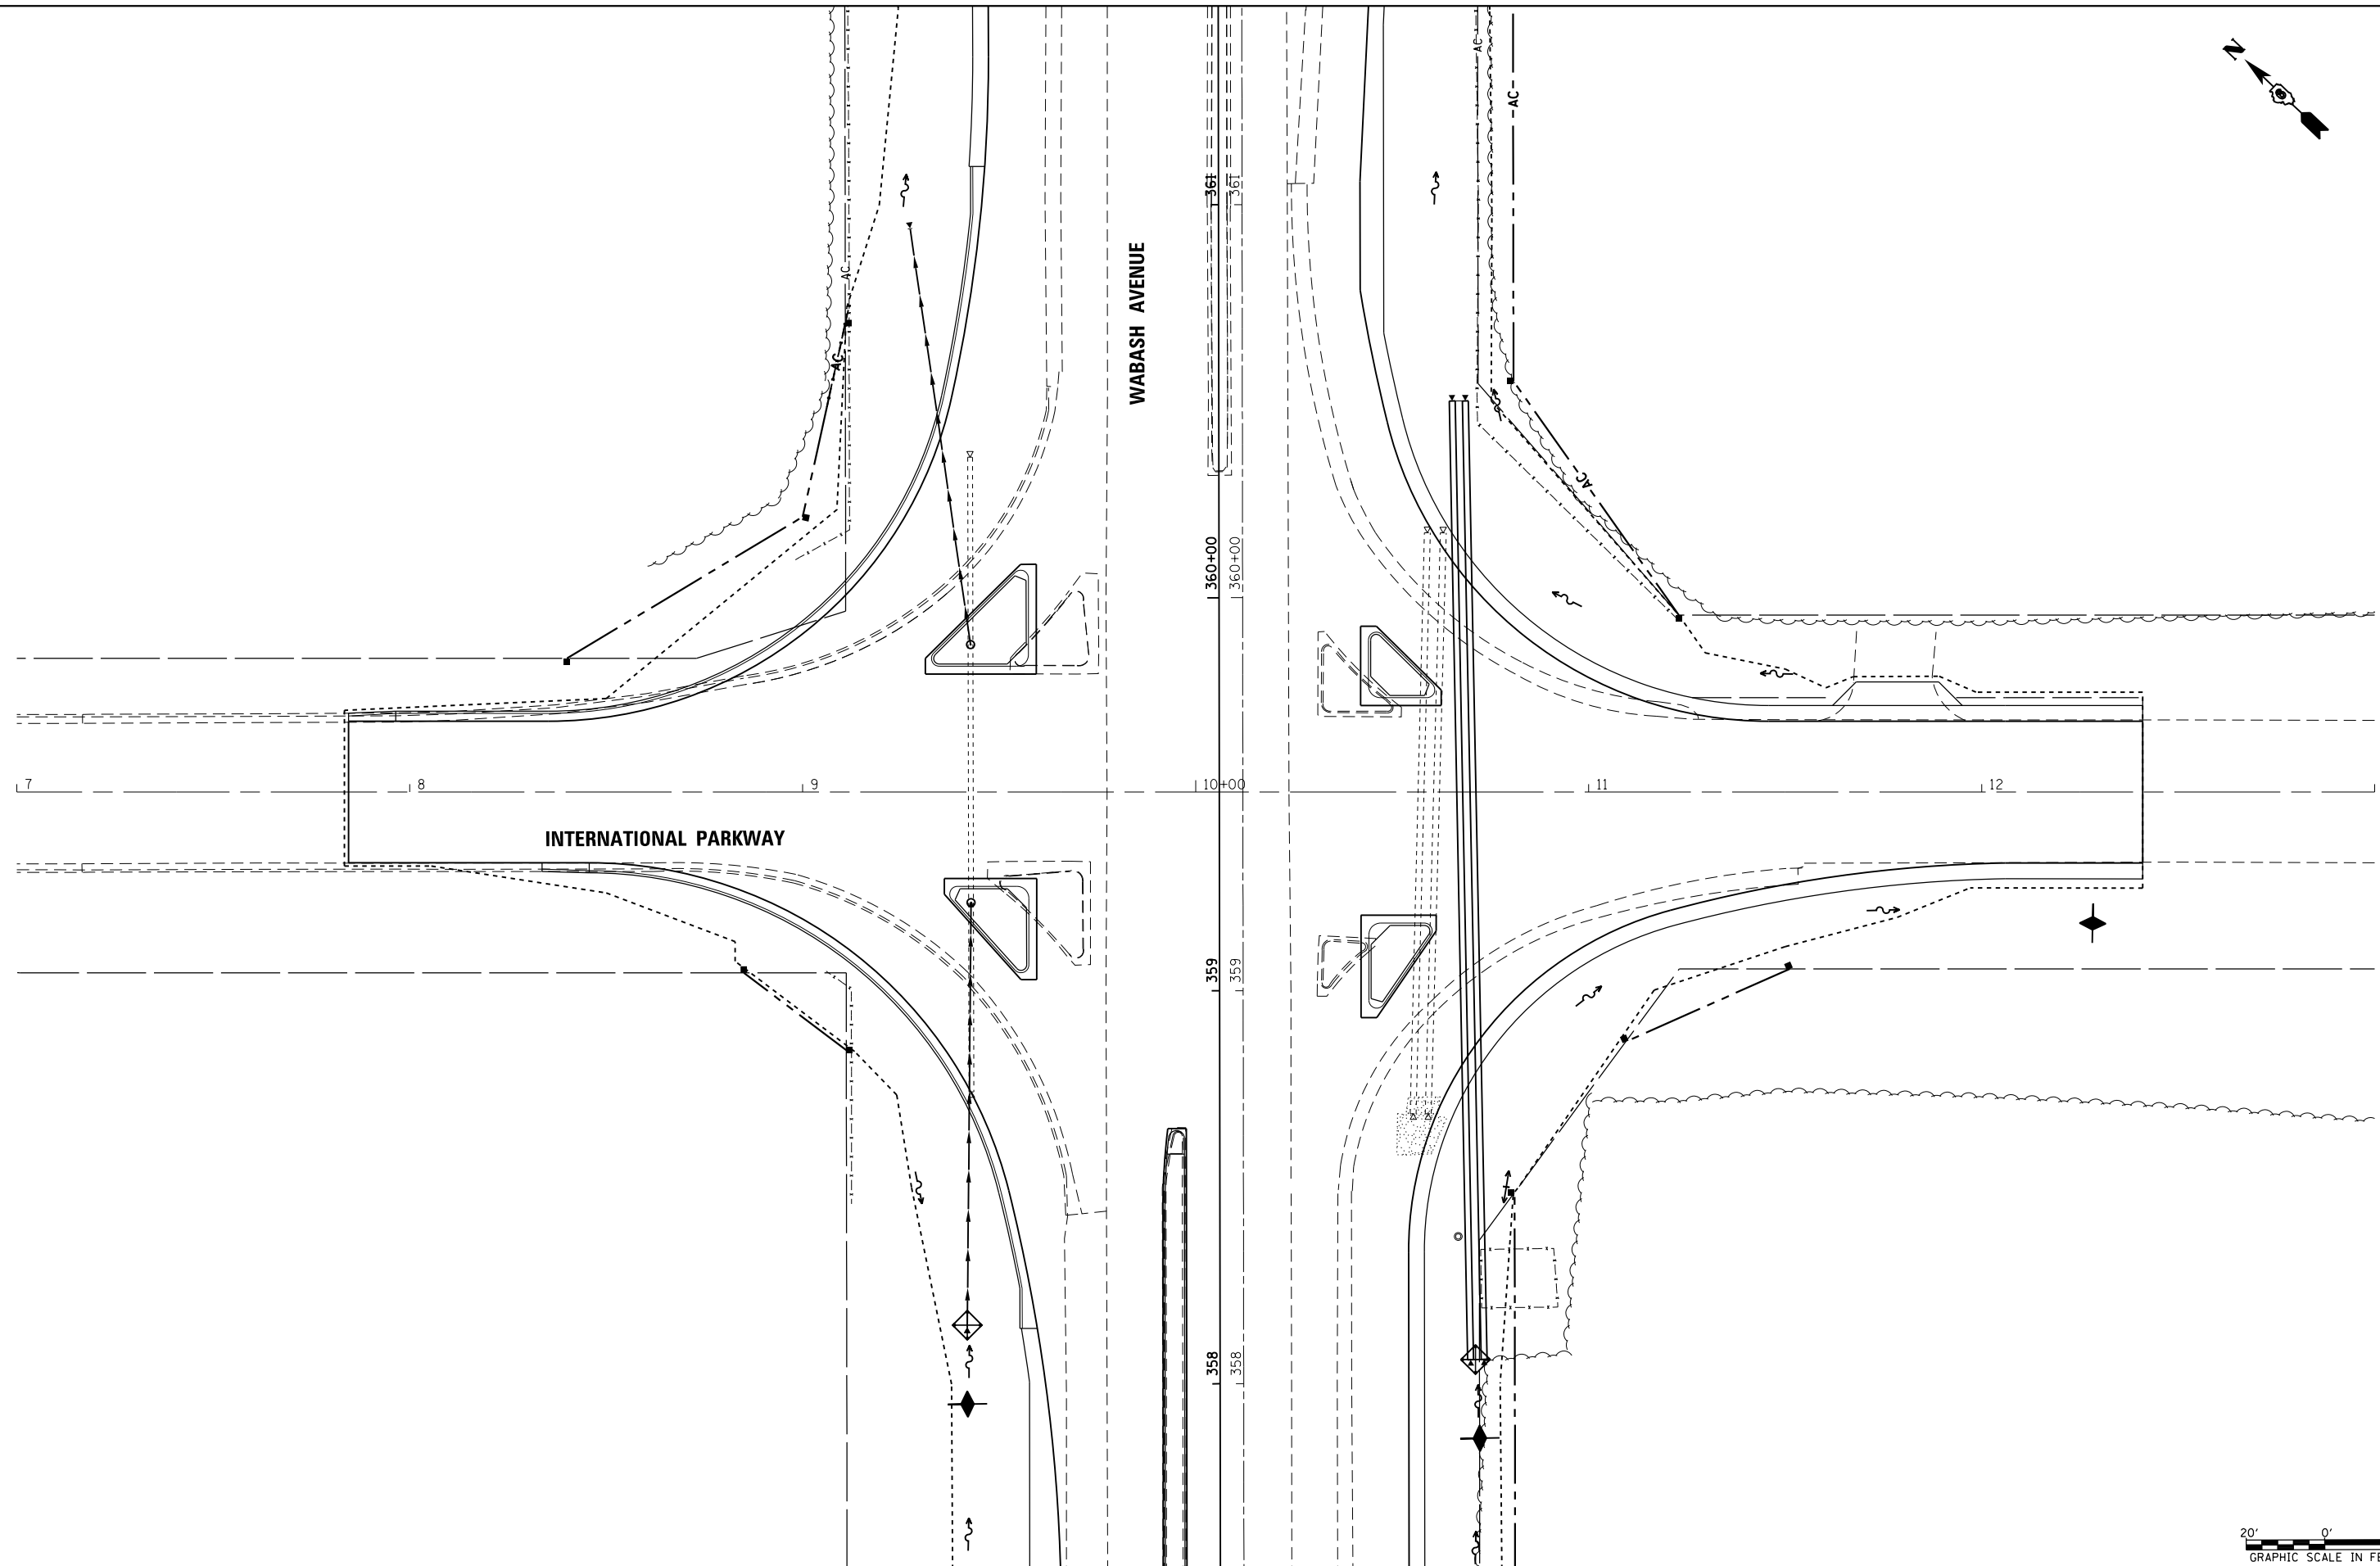 N
AC
AC
361
361
WABASH AVENUE
AC
AC
AC
360+00
360+00
7
8
9
10+00
11
12
INTERNATIONAL PARKWAY
359
359
358
358
20'
0'
GRAPHIC SCALE IN